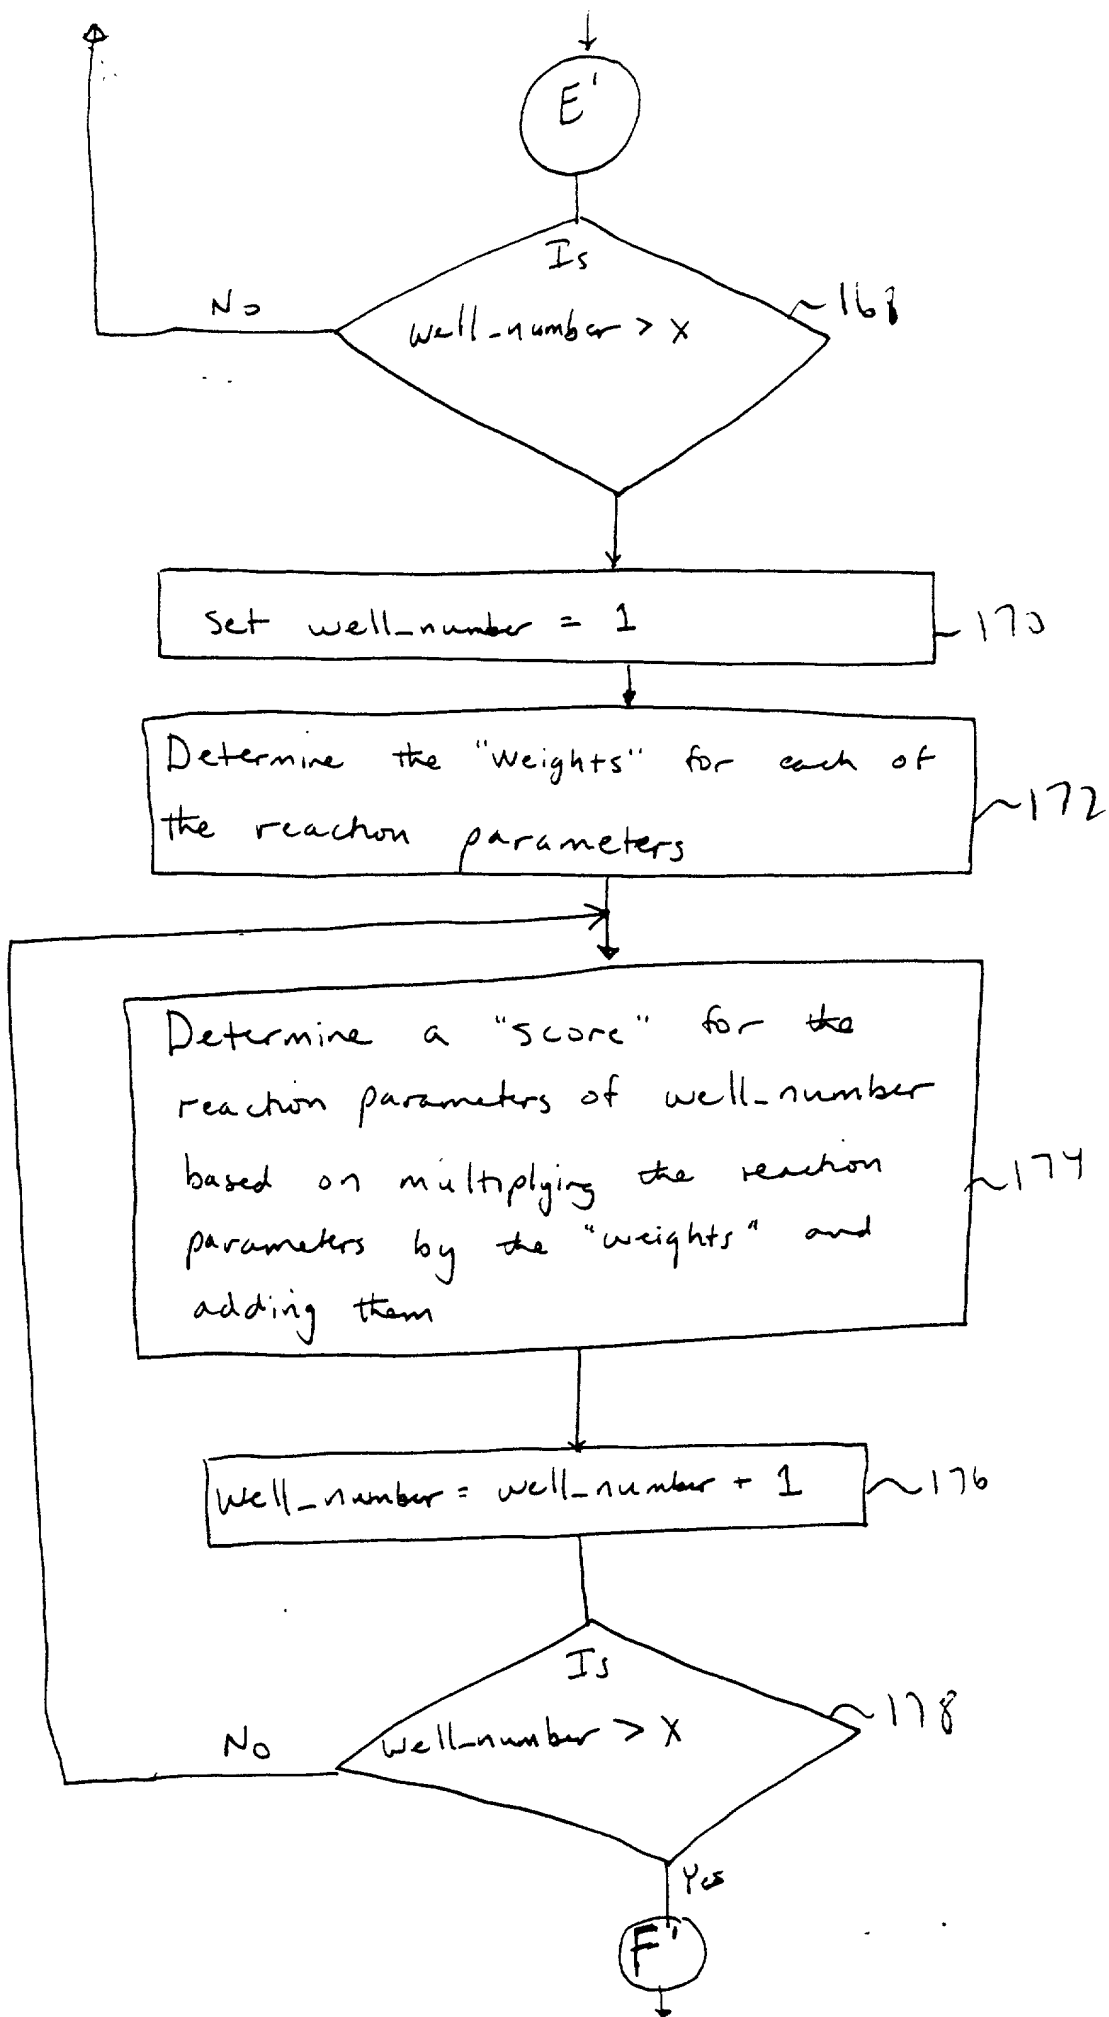 E'
Is
No
well_number > x
168
set well_number = 1
170
Determine the "weights" for each of
the reaction parameters
172
Determine a "score" for the
reaction parameters of well_number
based on multiplying the reaction
174
parameters by the "weights" and
adding them
well_number = well_number + 1
176
Is
178
No
well_number > X
Yes
F'